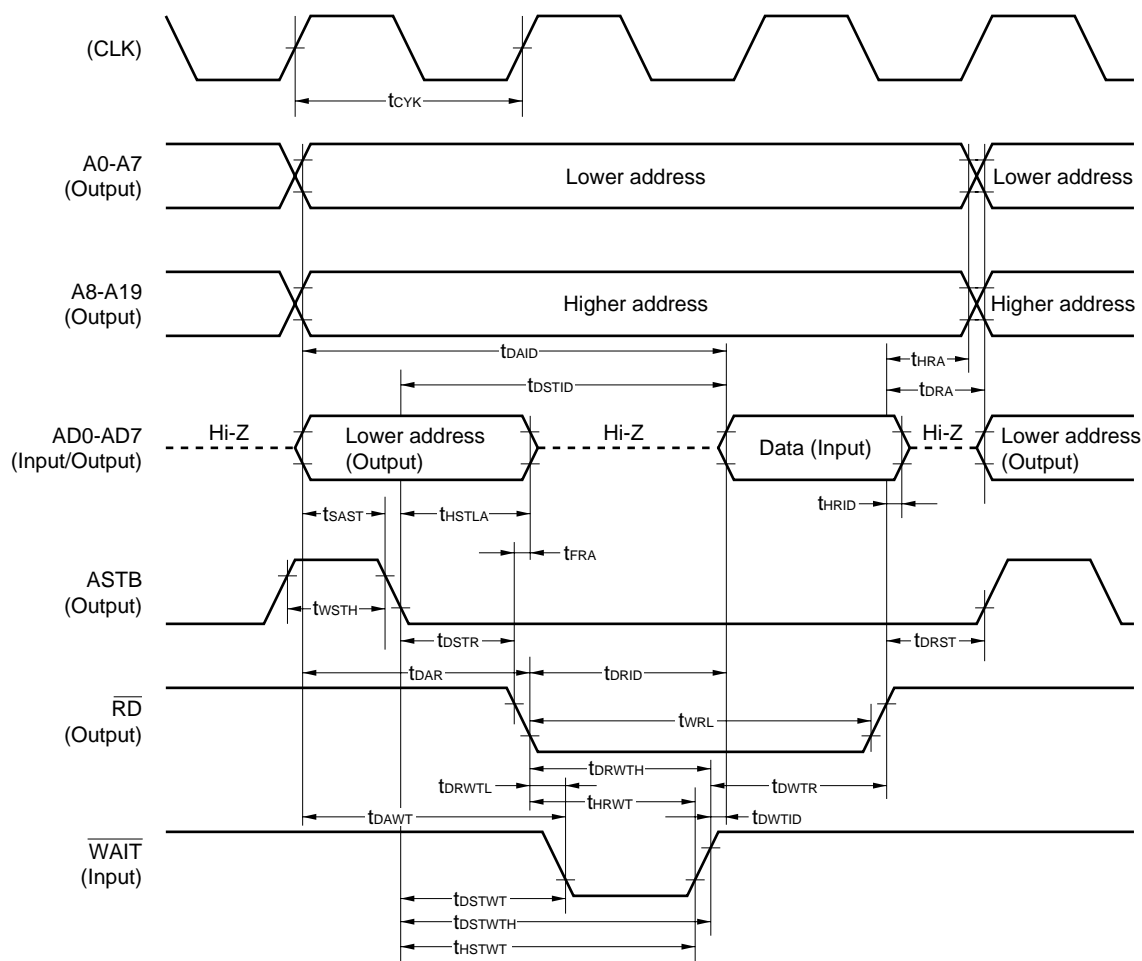 (CLK)
tCYK
A0-A7
(Output)
Lower address
Lower address
A8-A19
(Output)
Higher address
Higher address
tDAID
tHRA
tDSTID
tDRA
AD0-AD7
(Input/Output)
Hi-Z
Lower address
(Output)
Hi-Z
Data (Input)
Hi-Z
Lower address
(Output)
tSAST
tHSTLA
tHRID
tFRA
ASTB
(Output)
tWSTH
tDSTR
tDRST
tDAR
tDRID
RD
(Output)
tWRL
tDRWTH
tDRWTL
tDWTR
tHRWT
tDAWT
tDWTID
WAIT
(Input)
tDSTWT
tDSTWTH
tHSTWT